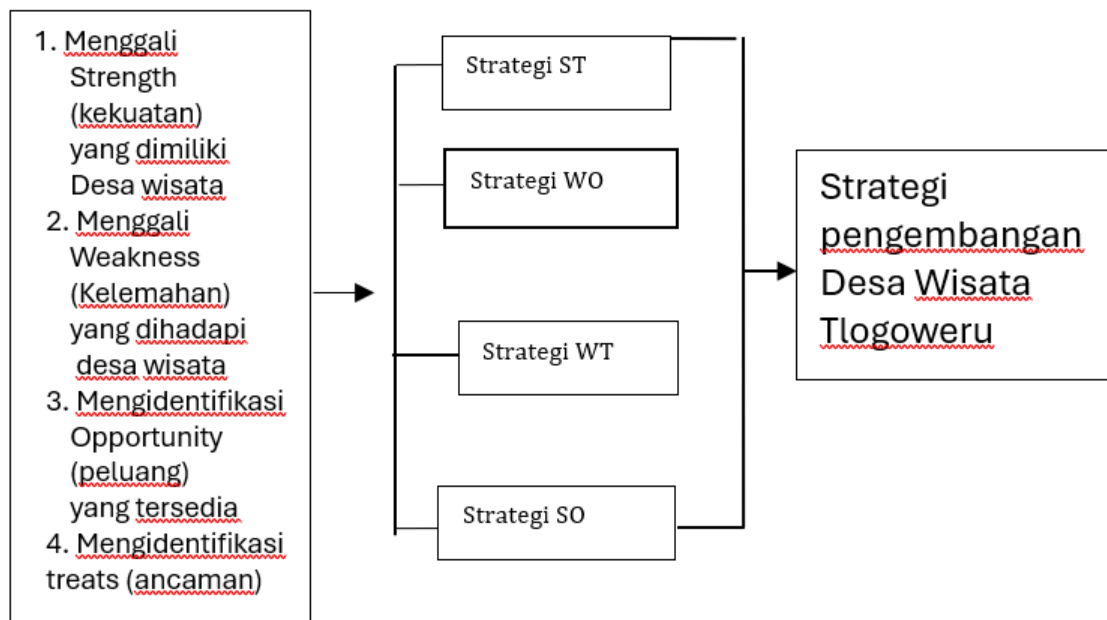 1. Menggali
Strength
(kekuatan)
yang dimiliki
Desa wisata
2. Menggali
Weakness
(Kelemahan)
yang dihadapi
desa wisata
3. Mengidentifikasi
Opportunity
(peluang)
yang tersedia
4. Mengidentifikasi
treats (ancaman)
Strategi ST
Strategi WO
Strategi WT
Strategi SO
Strategi
pengembangan
Desa Wisata
Tlogoweru